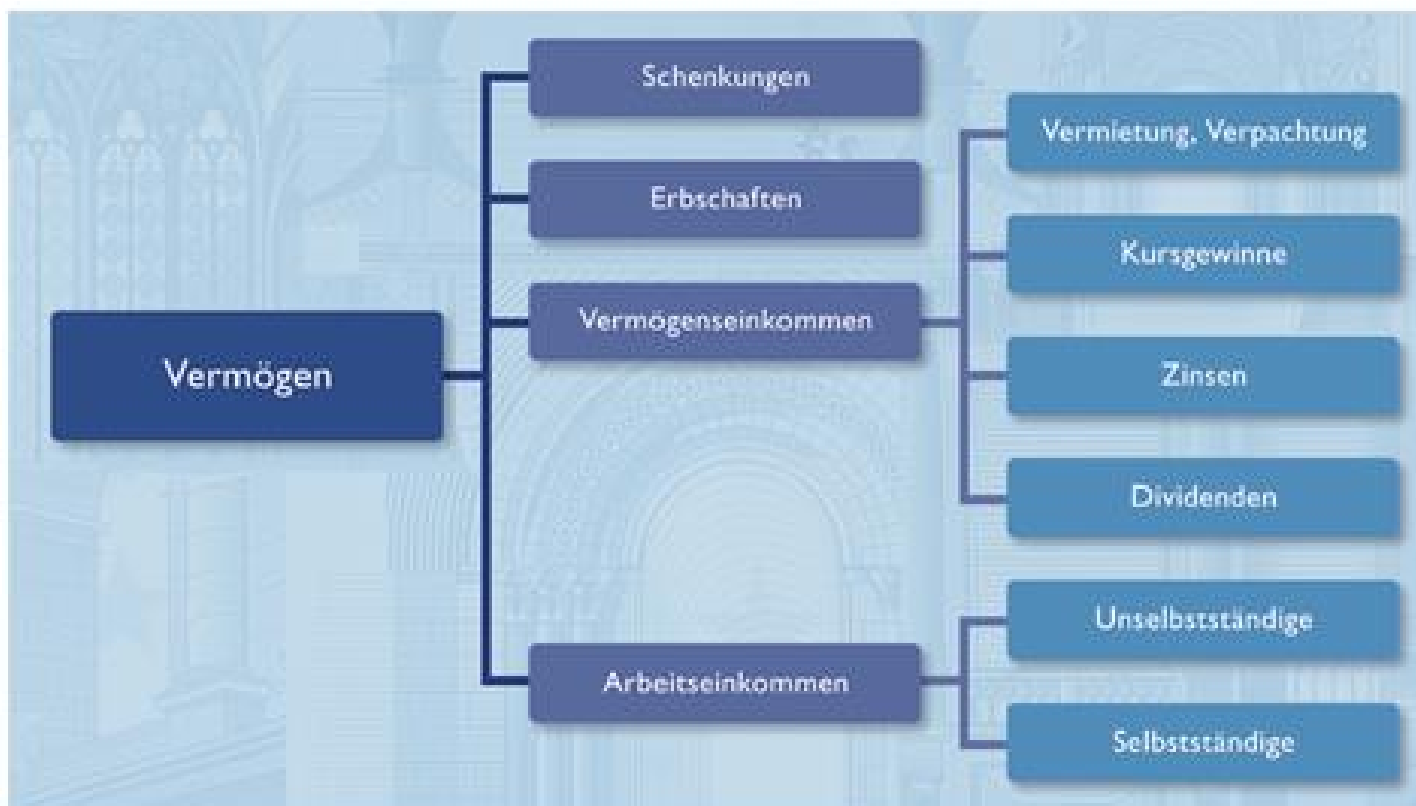 Vermögen
Schenkungen
Erbschaften
Vermögenseinkommen
Vermietung, Verpachtung
Kursgewinne
Zinsen
Dividenden
Arbeitseinkommen
Unselbstständige
Selbstständige